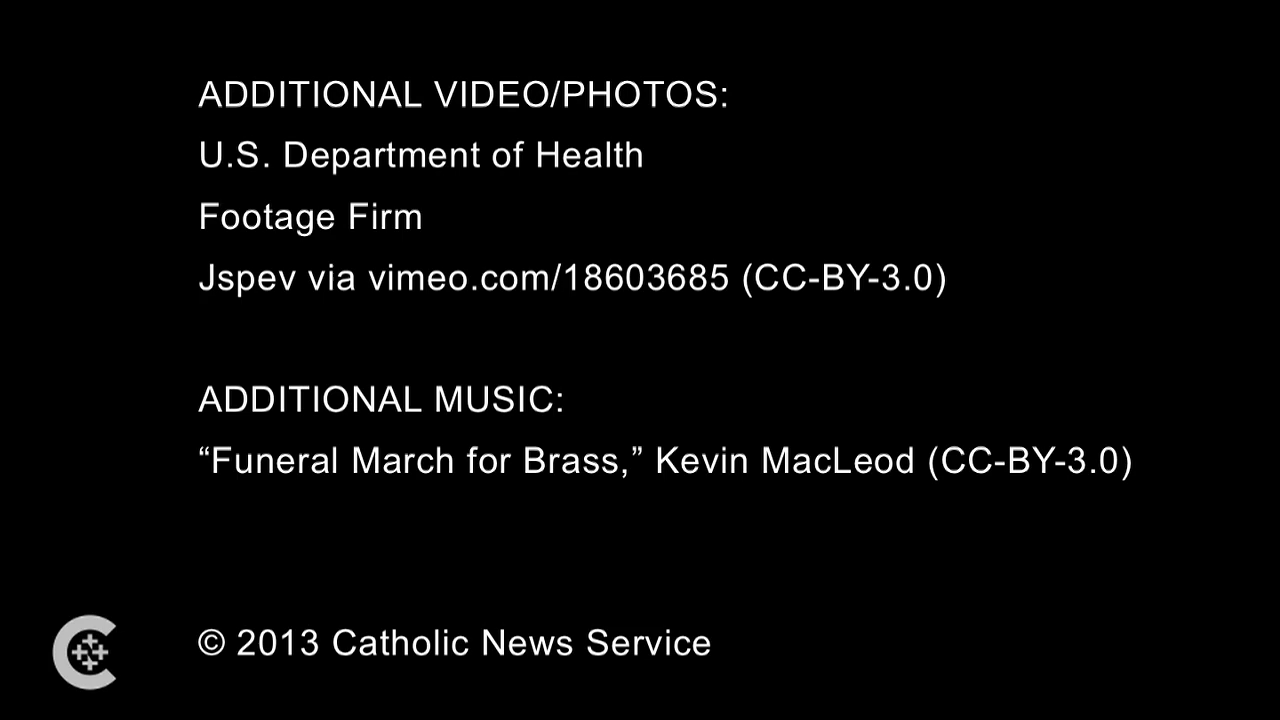 ADDITIONAL VIDEO/PHOTOS:
U.S. Department of Health
Footage Firm
Jspev via vimeo.com/18603685 (CC-BY-3.0)
ADDITIONAL MUSIC:
“Funeral March for Brass,” Kevin MacLeod (CC-BY-3.0)
© 2013 Catholic News Service